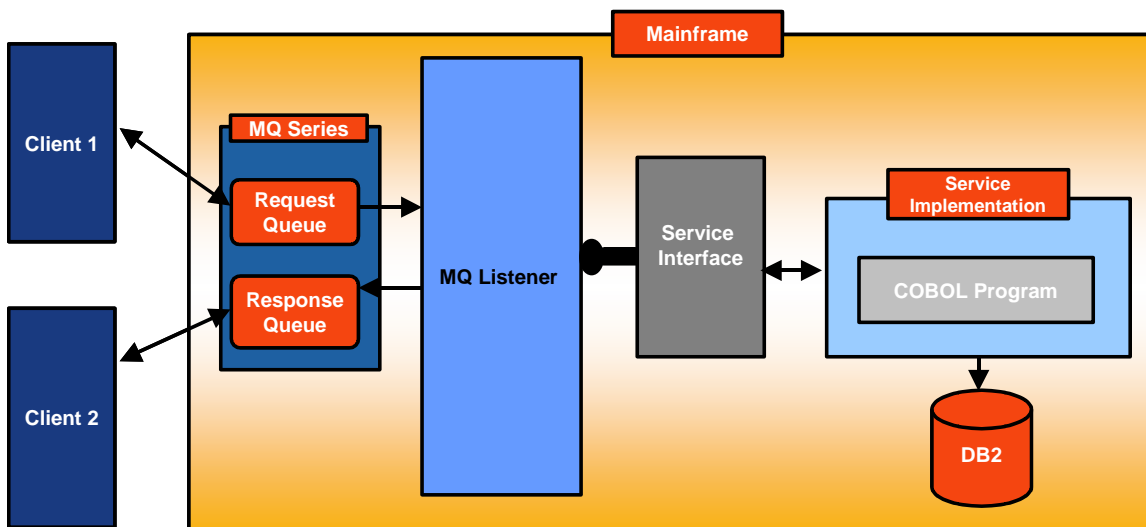 Mainframe
Client 1
MQ Series
Request
Queue
Response
Queue
MQ Listener
Service
Interface
Service
Implementation
COBOL Program
Client 2
DB2